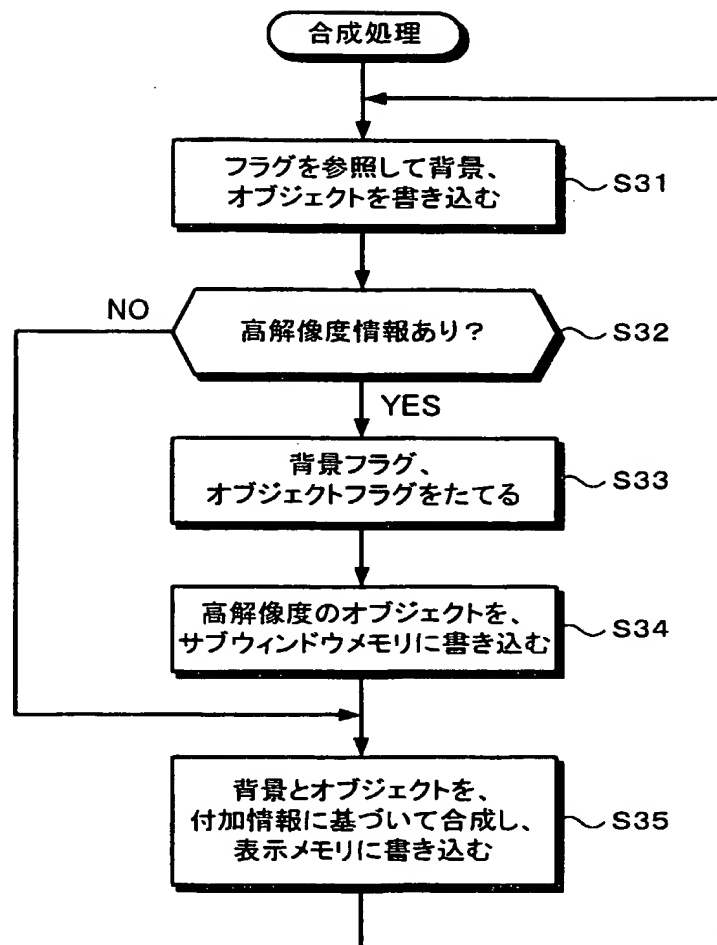 合成処理
フラグを参照して背景、
オブジェクトを書き込む
S31
NO
高解像度情報あり？
S32
YES
背景フラグ、
オブジェクトフラグをたてる
S33
高解像度のオブジェクトを、
サブウィンドウメモリに書き込む
S34
背景とオブジェクトを、
付加情報に基づいて合成し、
表示メモリに書き込む
S35